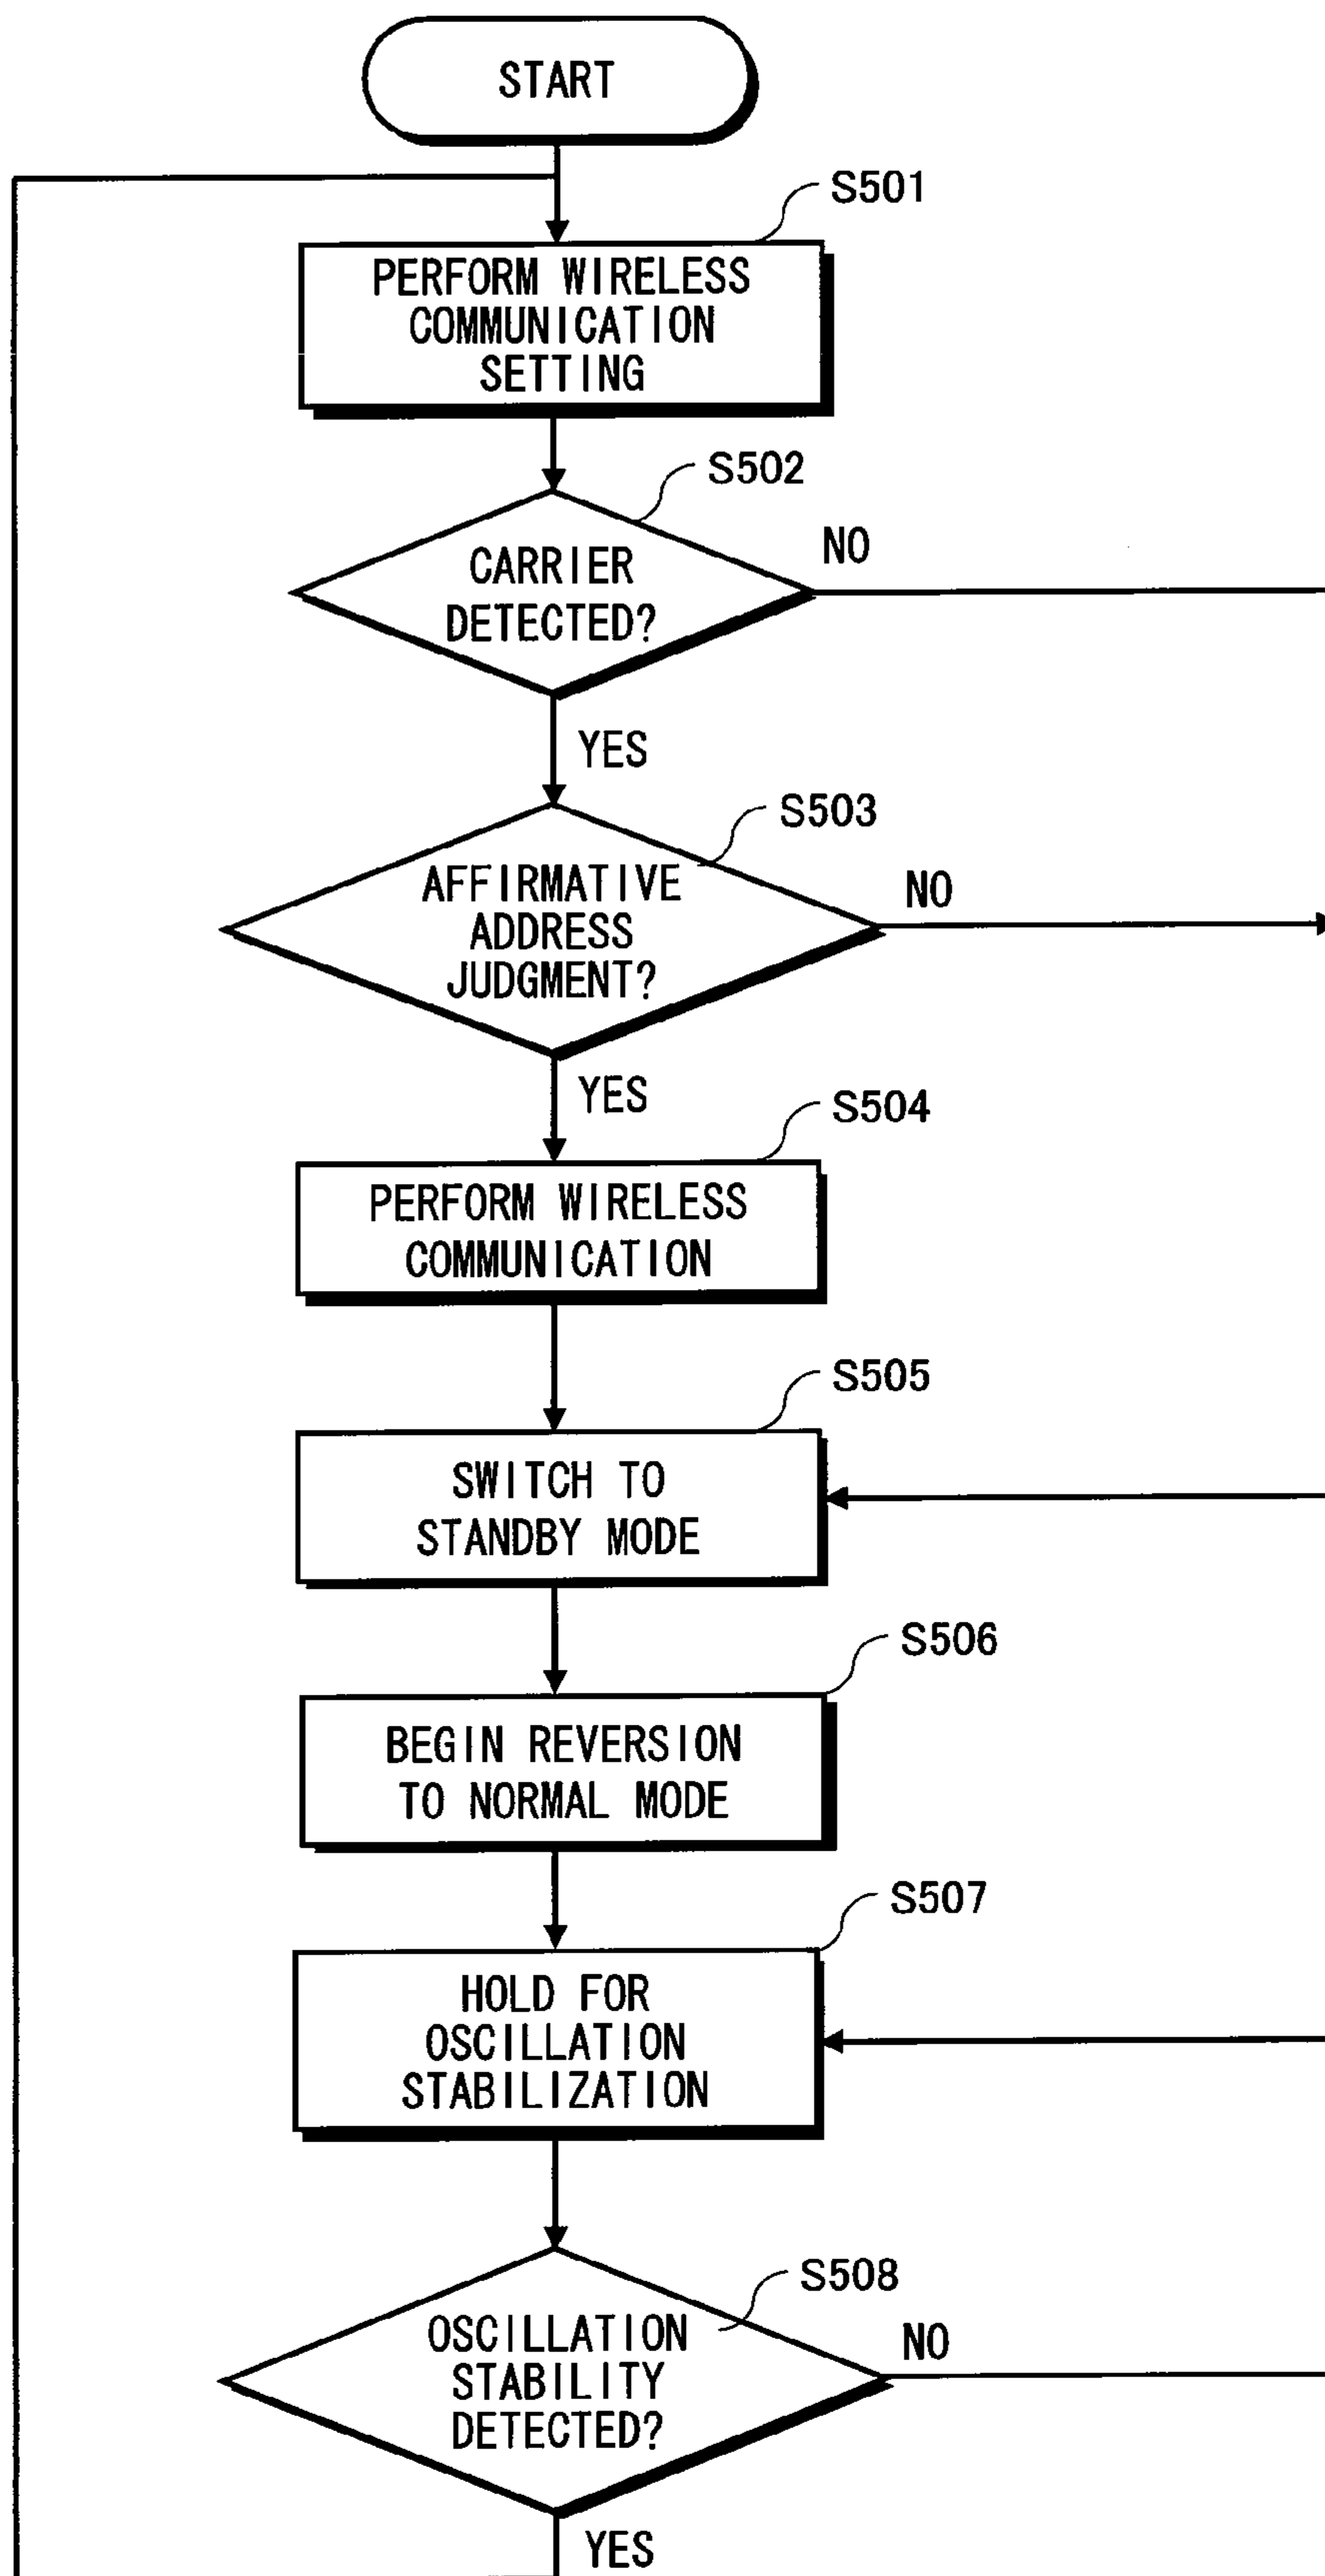 START
S501
PERFORM WIRELESS
COMMUNICATION
SETTING
S502
CARRIER
DETECTED?
NO
YES
S503
AFFIRMATIVE
ADDRESS
JUDGMENT?
NO
YES
S504
PERFORM WIRELESS
COMMUNICATION
S505
SWITCH TO
STANDBY MODE
S506
BEGIN REVERSION
TO NORMAL MODE
S507
HOLD FOR
OSCILLATION
STABILIZATION
S508
OSCILLATION
STABILITY
DETECTED?
NO
YES